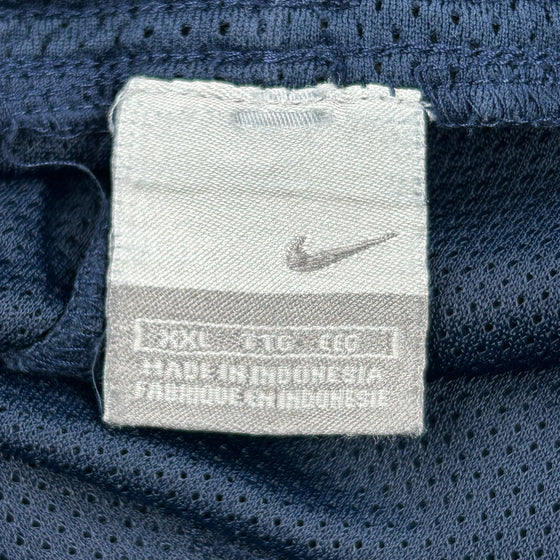 XXL TTG EEG
MADE IN INDONESIA
FABRIQUE EN INDONESIE